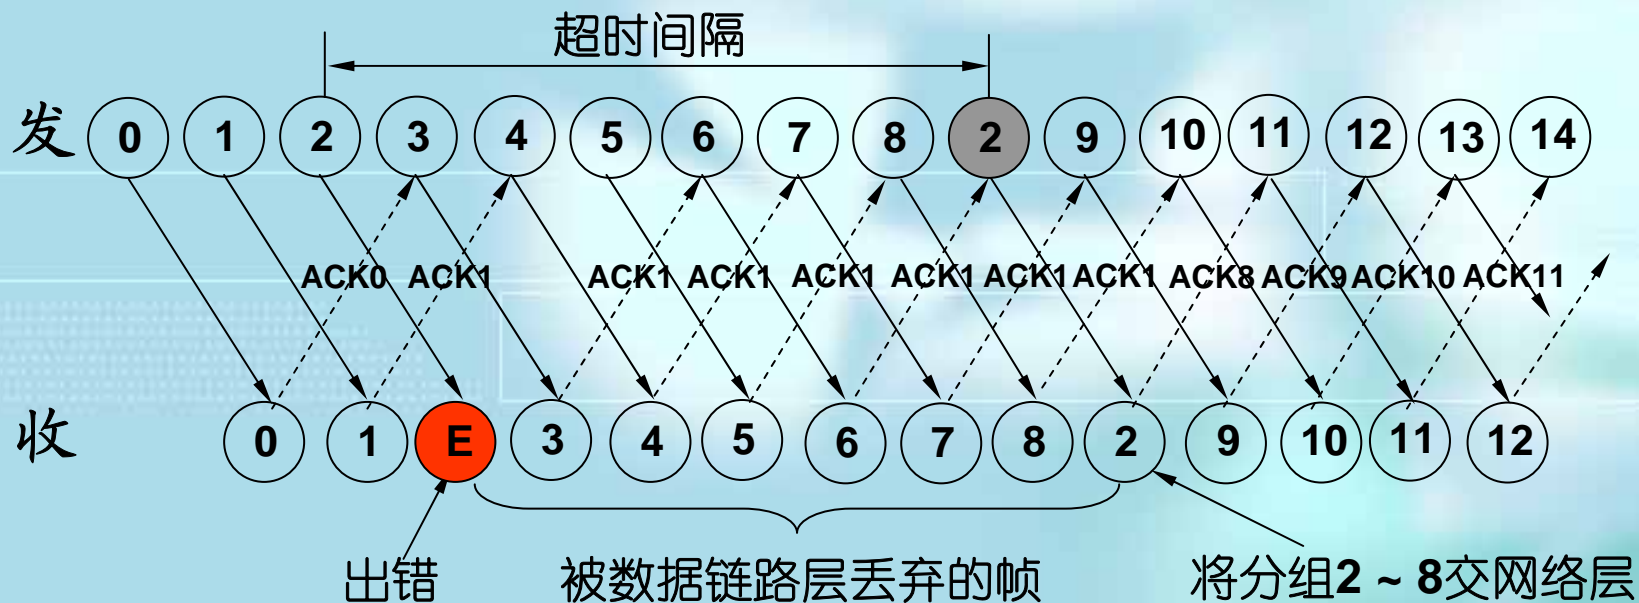 超时间隔
发 0 1 2 3 4 5 6 7 8 2 9 10 11 12 13 14
ACK0 ACK1 ACK1 ACK1 ACK1 ACK1 ACK1 ACK1 ACK8 ACK9 ACK10 ACK11
收 0 1 E 3 4 5 6 7 8 2 9 10 11 12
出错 被数据链路层丢弃的帧 将分组2 ~ 8交网络层